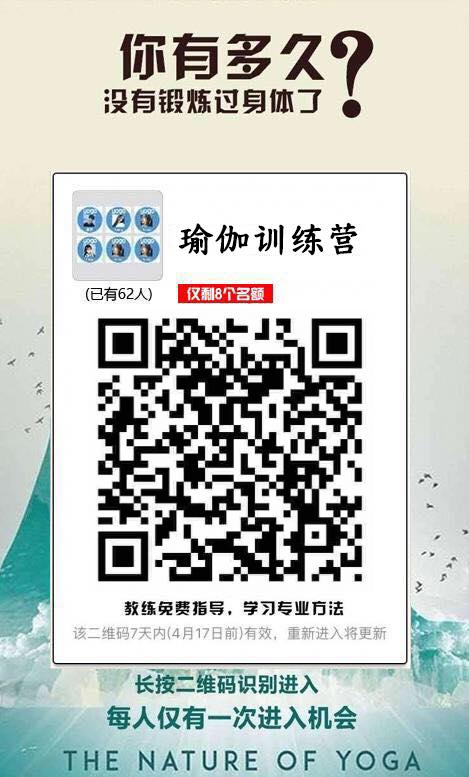 你有多久?
没有锻炼过身体了
瑜伽训练营
(已有62人)
仅剩8个名额
教练免费指导，学习专业方法
该二维码7天内(4月17日前)有效，重新进入将更新
长按二维码识别进入
每人仅有一次进入机会
THE NATURE OF YOGA